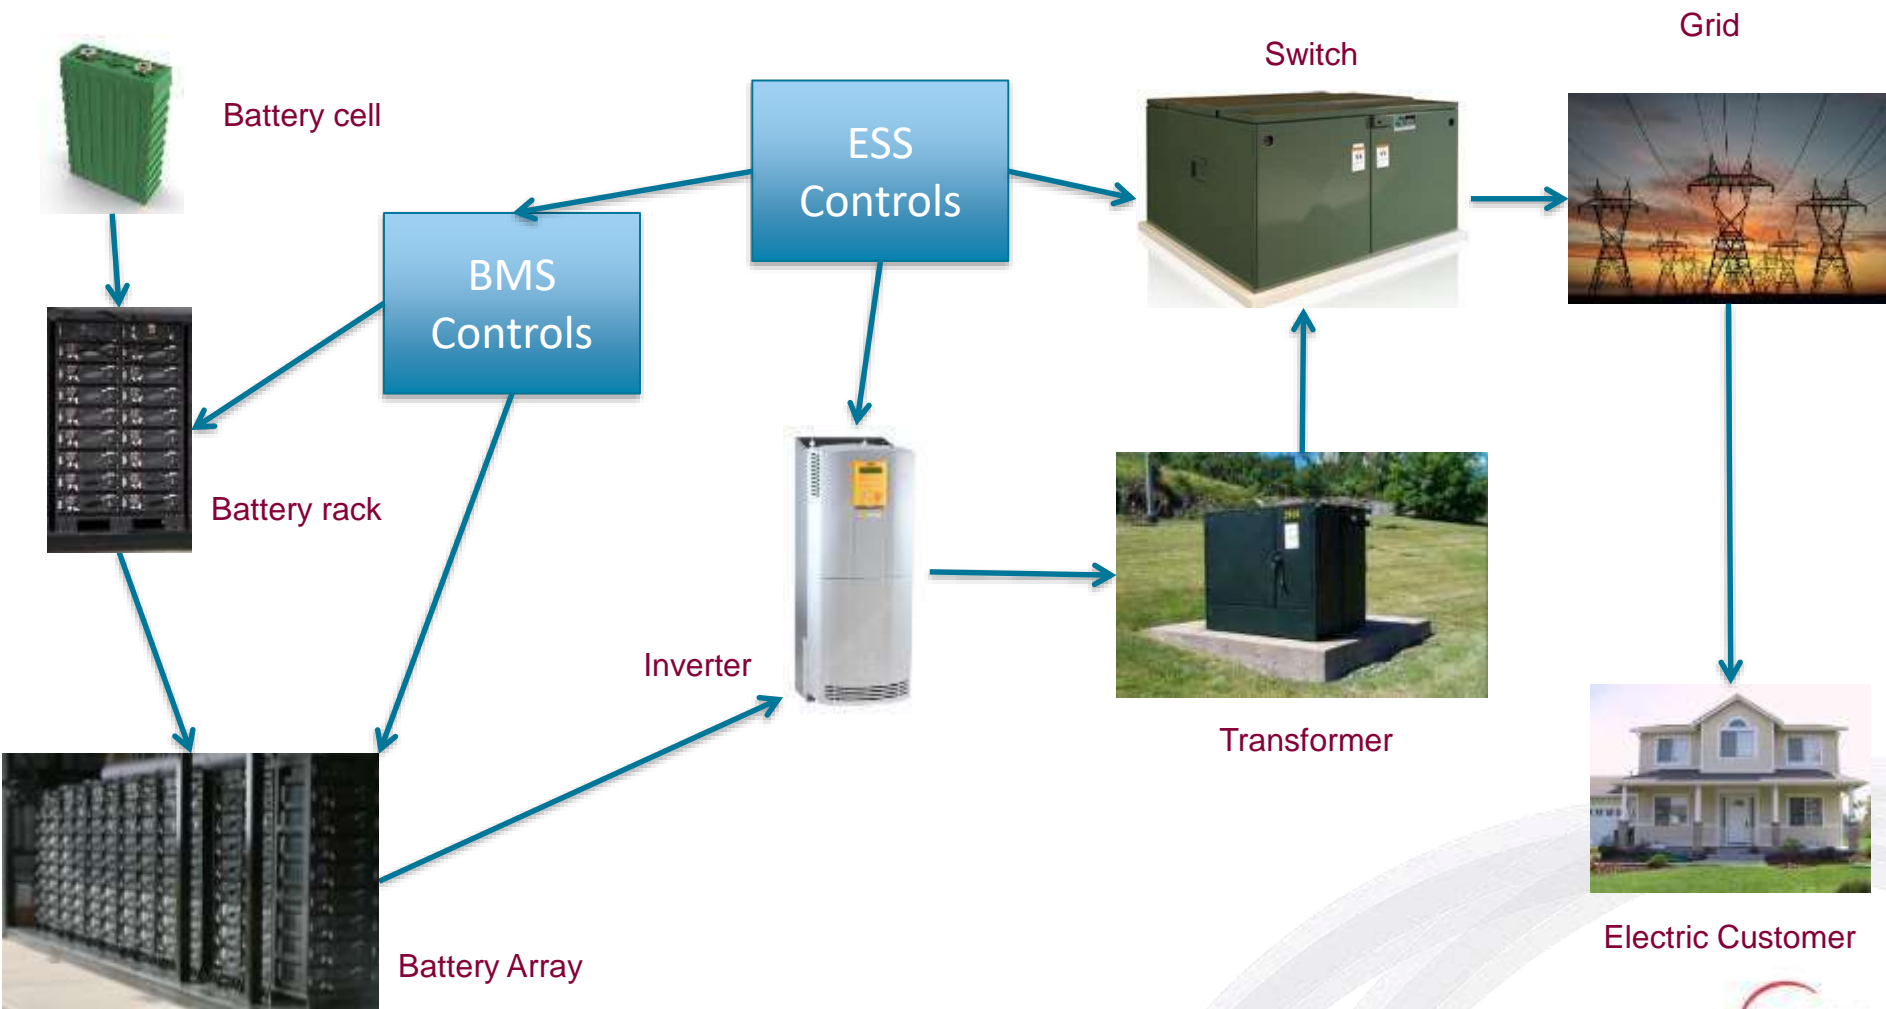 Grid
Switch
Battery cell
ESS
Controls
BMS
Controls
Battery rack
Inverter
Transformer
Electric Customer
Battery Array